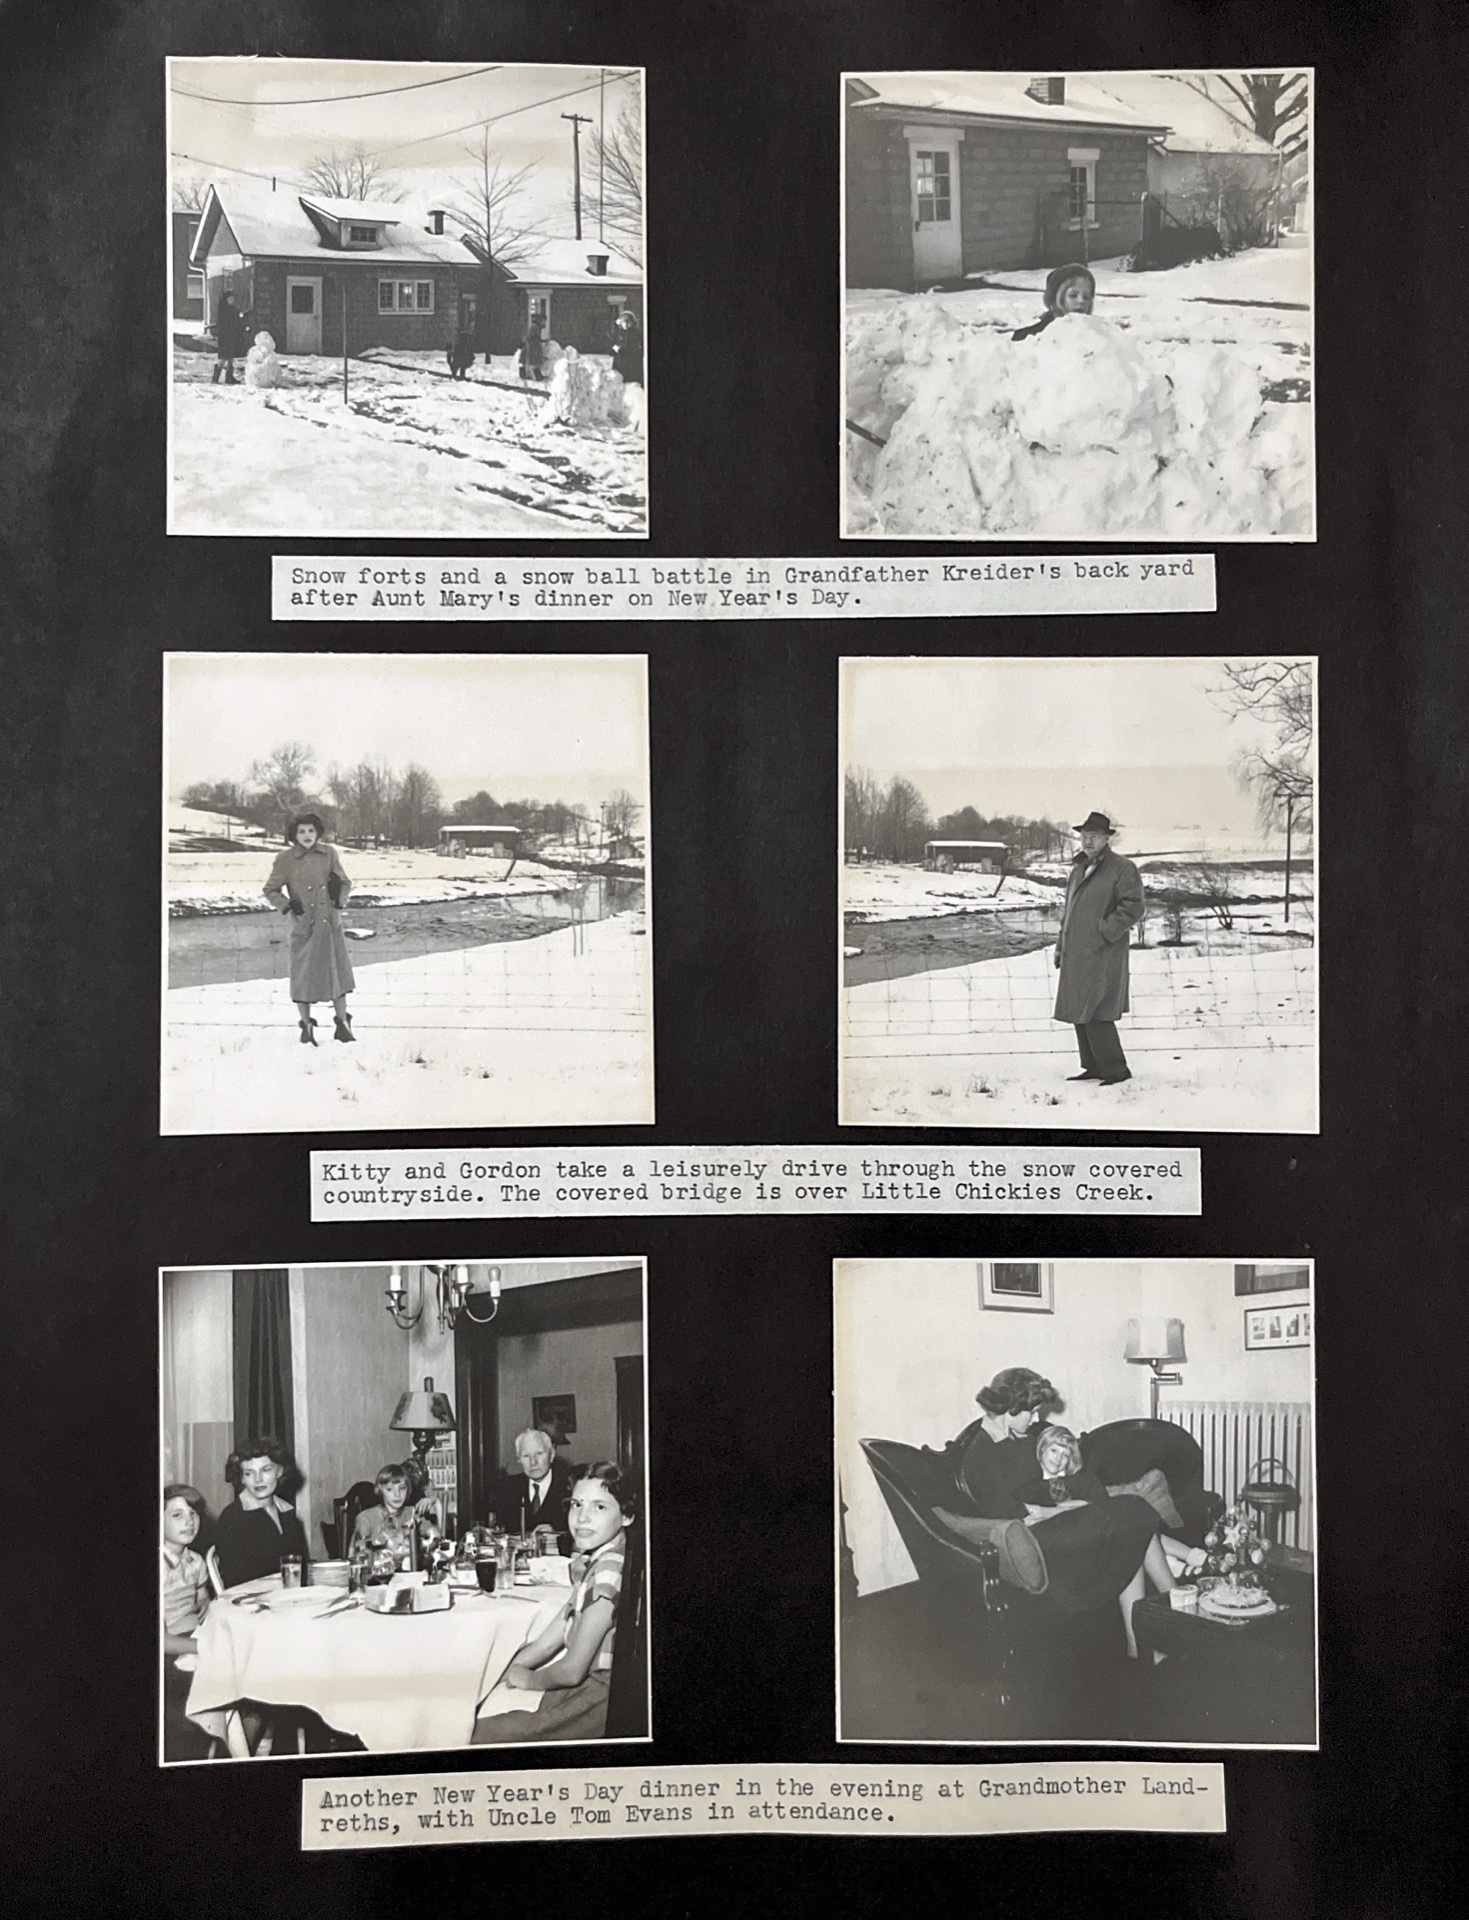 Snow forts and a snow ball battle in Grandfather Kreider's back yard
after Aunt Mary's dinner on New Year's Day.
Kitty and Gordon take a leisurely drive through the snow covered
countryside. The covered bridge is over Little Chickies Creek.
Another New Year's Day dinner in the evening at Grandmother Land-
reths, with Uncle Tom Evans in attendance.